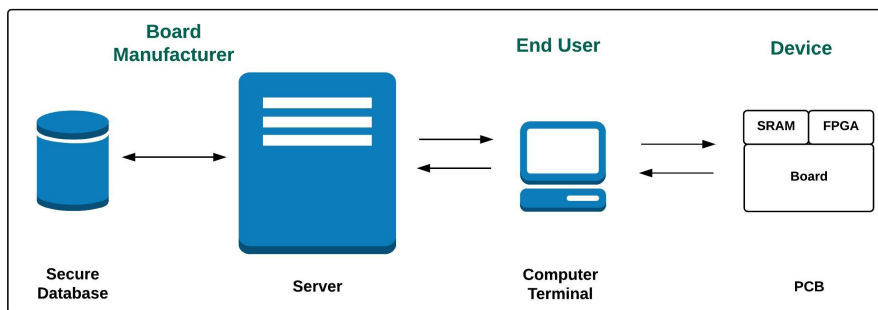 Board
Manufacturer
End User
Device
SRAM
FPGA
Board
Secure
Database
Server
Computer
Terminal
PCB